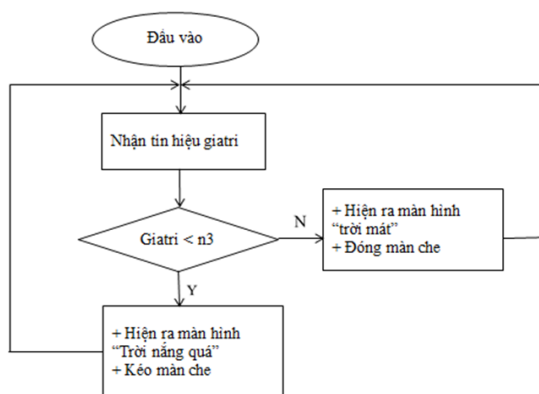 Đầu vào
Nhận tin hiệu giatri
Giatri < n3
N
+ Hiện ra màn hình
“trời mát”
+ Đóng màn che
Y
+ Hiện ra màn hình
“Trời nắng quá”
+ Kéo màn che